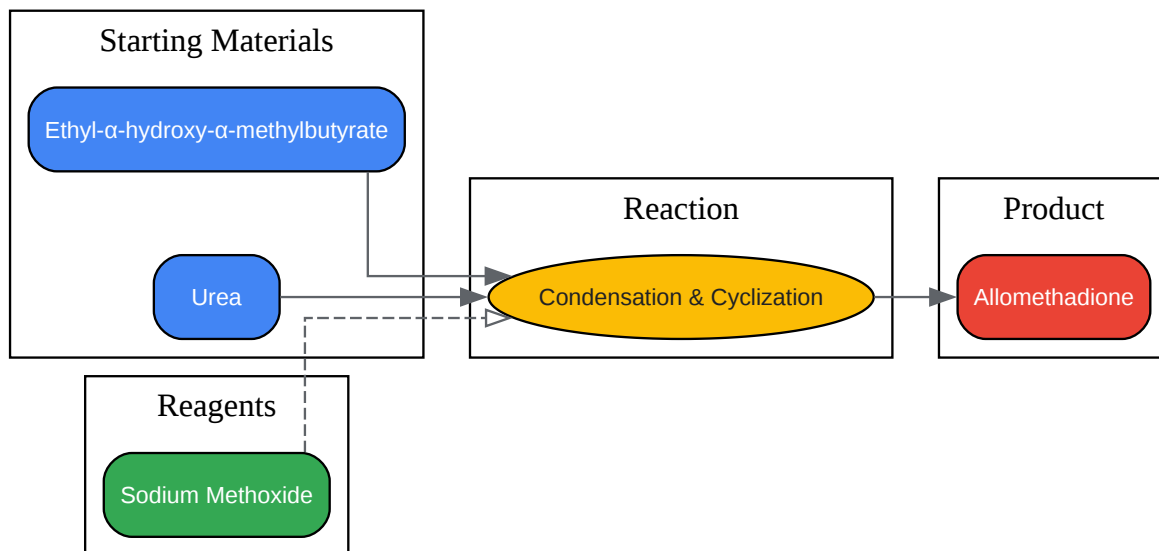 Starting Materials
Ethyl-α-hydroxy-α-methylbutyrate
Urea
Reagents
Sodium Methoxide
Reaction
Condensation & Cyclization
Product
Allomethadione